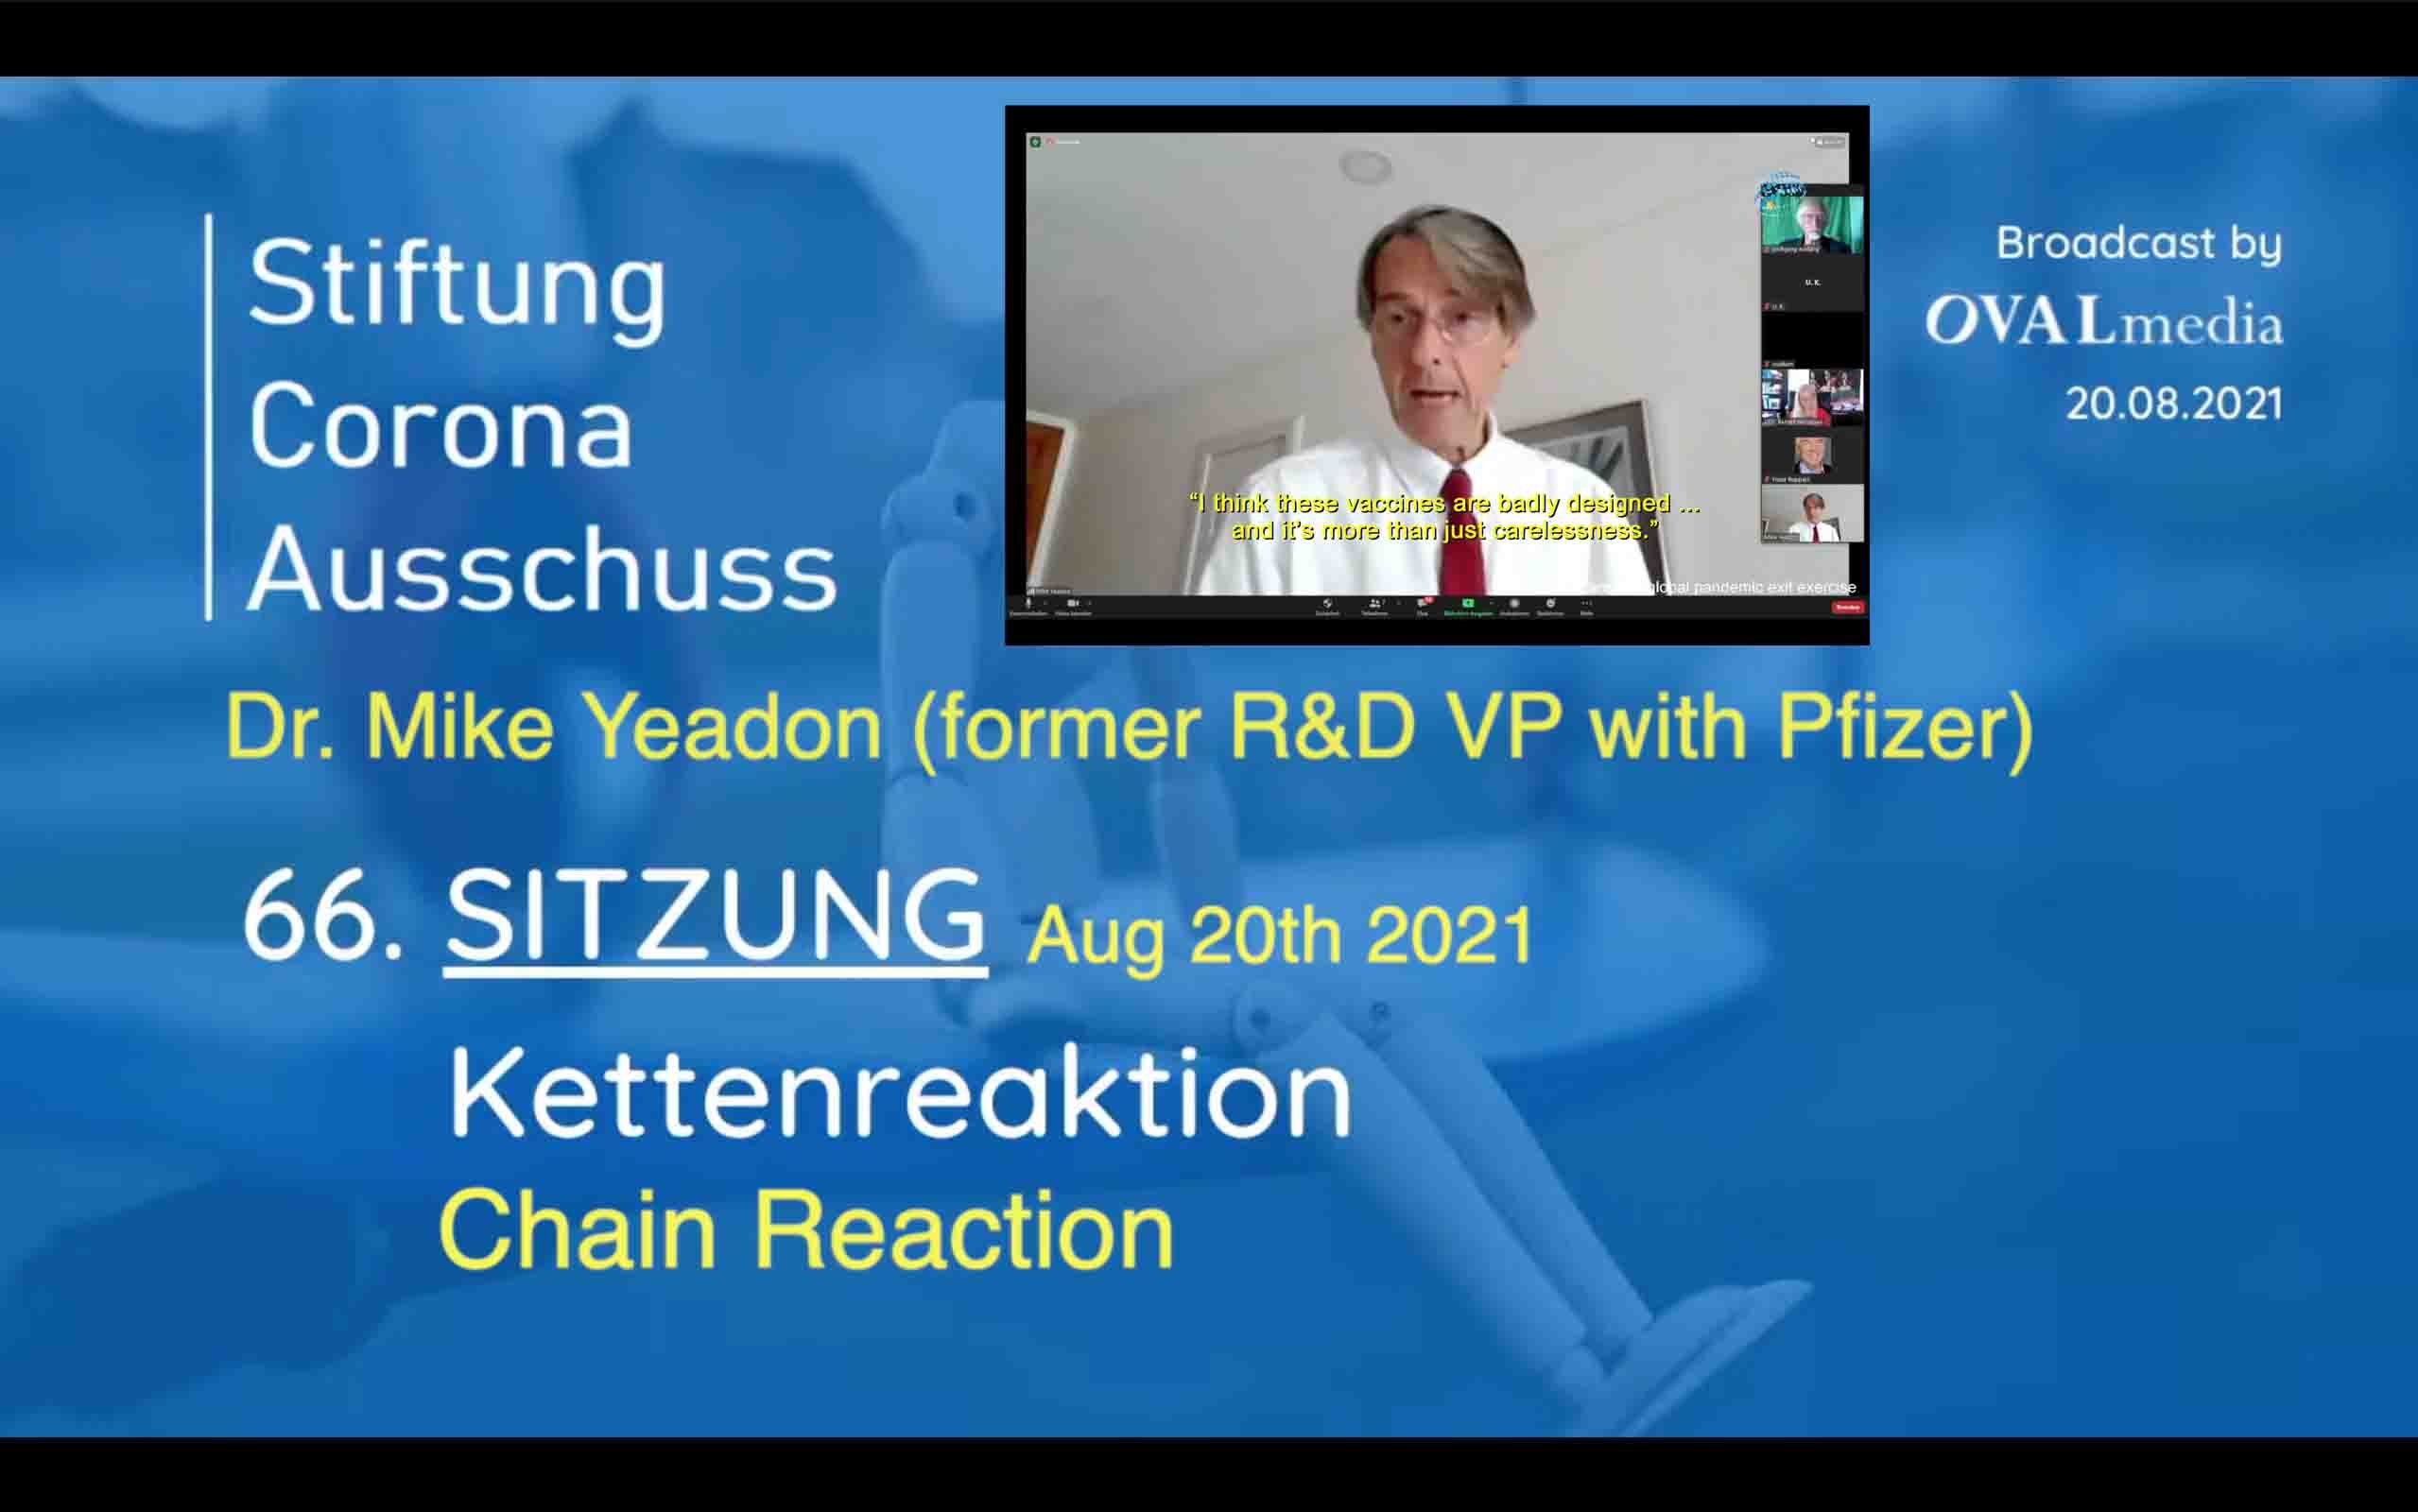 Stiftung
Corona
Ausschuss
"I think these vaccines are badly designed ...
and it's more than just carelessness."
global pandemic exit exercise
U. K.
Broadcast by
OVALmedia
20.08.2021
Dr. Mike Yeadon (former R&D VP with Pfizer)
66. SITZUNG Aug 20th 2021
Kettenreaktion
Chain Reaction